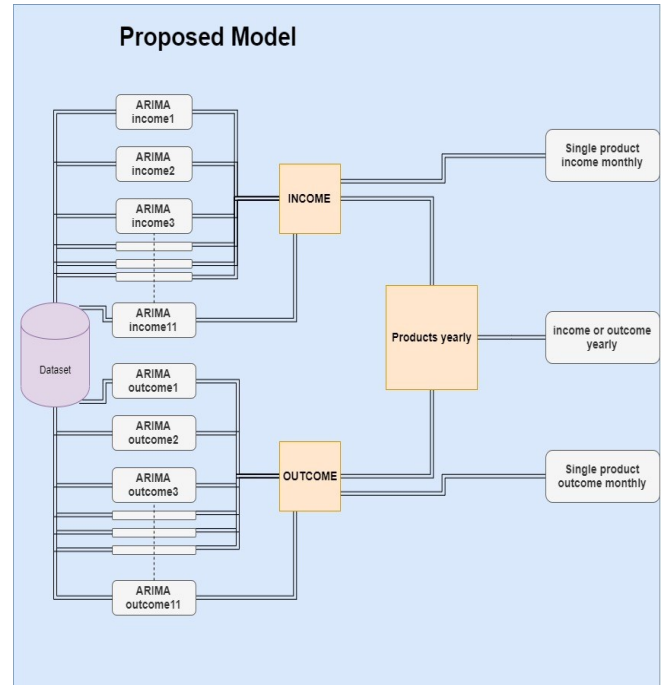 Proposed Model
ARIMA
income1
ARIMA
income2
ARIMA
income3
ARIMA
income11
INCOME
Single product
income monthly
Dataset
Products yearly
income or outcome
yearly
ARIMA
outcome1
ARIMA
outcome2
ARIMA
outcome3
ARIMA
outcome11
OUTCOME
Single product
outcome monthly